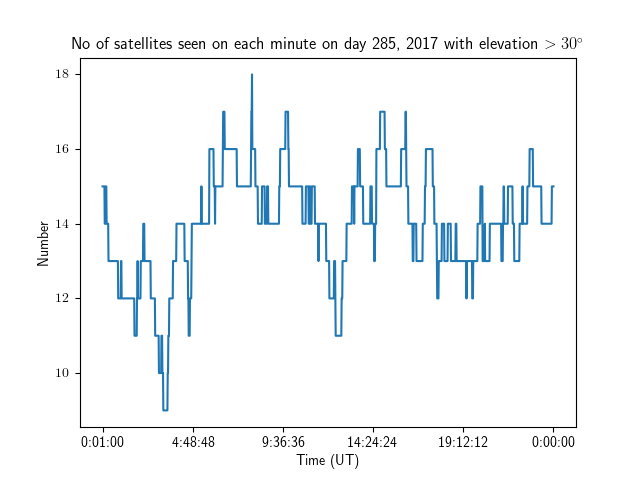 No of satellites seen on each minute on day 285, 2017 with elevation > 30°
18
16
14
12
10
Number
0:01:00 4:48:48 9:36:36 14:24:24 19:12:12 0:00:00
Time (UT)